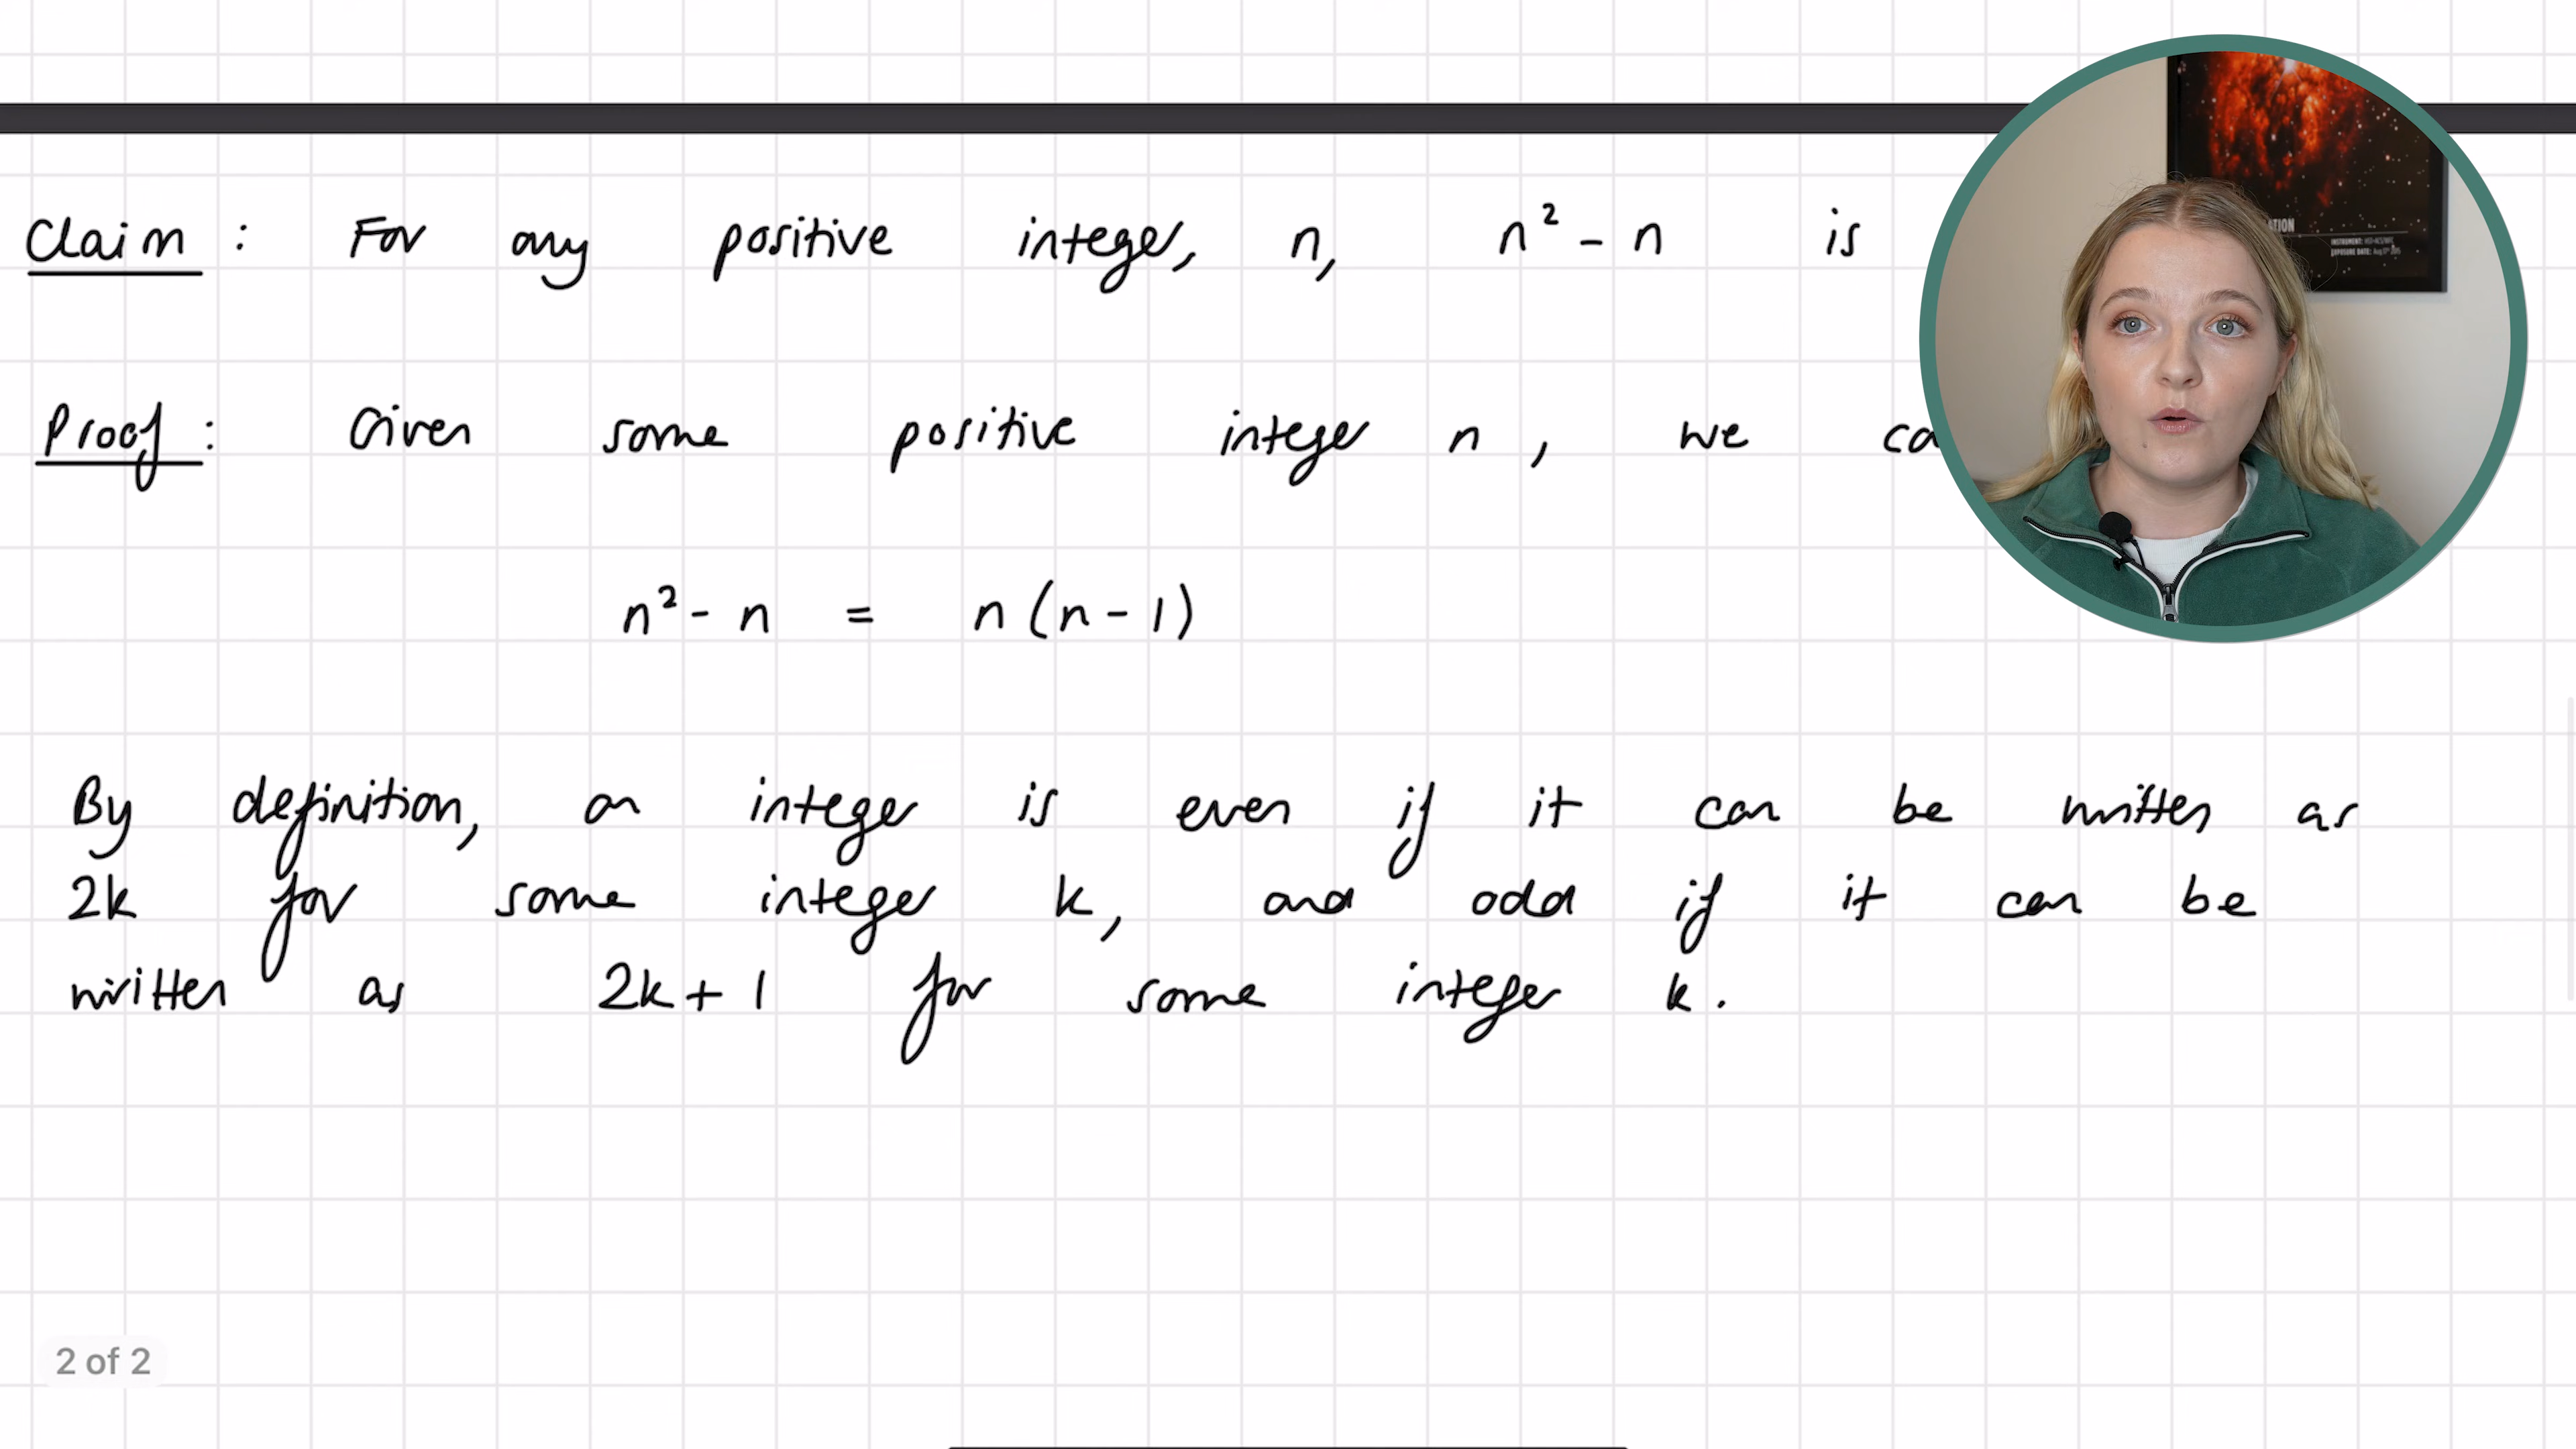 Claim : For any positive integer, n, n² - n is
Proof : Given some positive integer n, we ca
n² - n = n(n-1)
By definition, an integer is even if it can be written as
2k for some integer k, and odd if it can be
written as 2k+1 for some integer k.
2 of 2